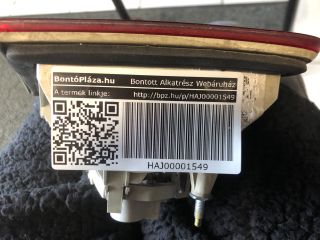 BontóPláza.hu Bontott Alkatrész Webáruház
A termék linkje: http://bpz.hu/p/HAJ00001549
HAJ00001549